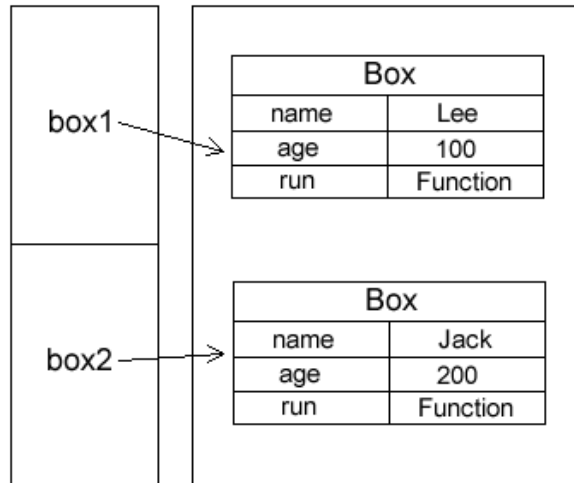 box1
Box
name Lee
age 100
run Function
box2
Box
name Jack
age 200
run Function